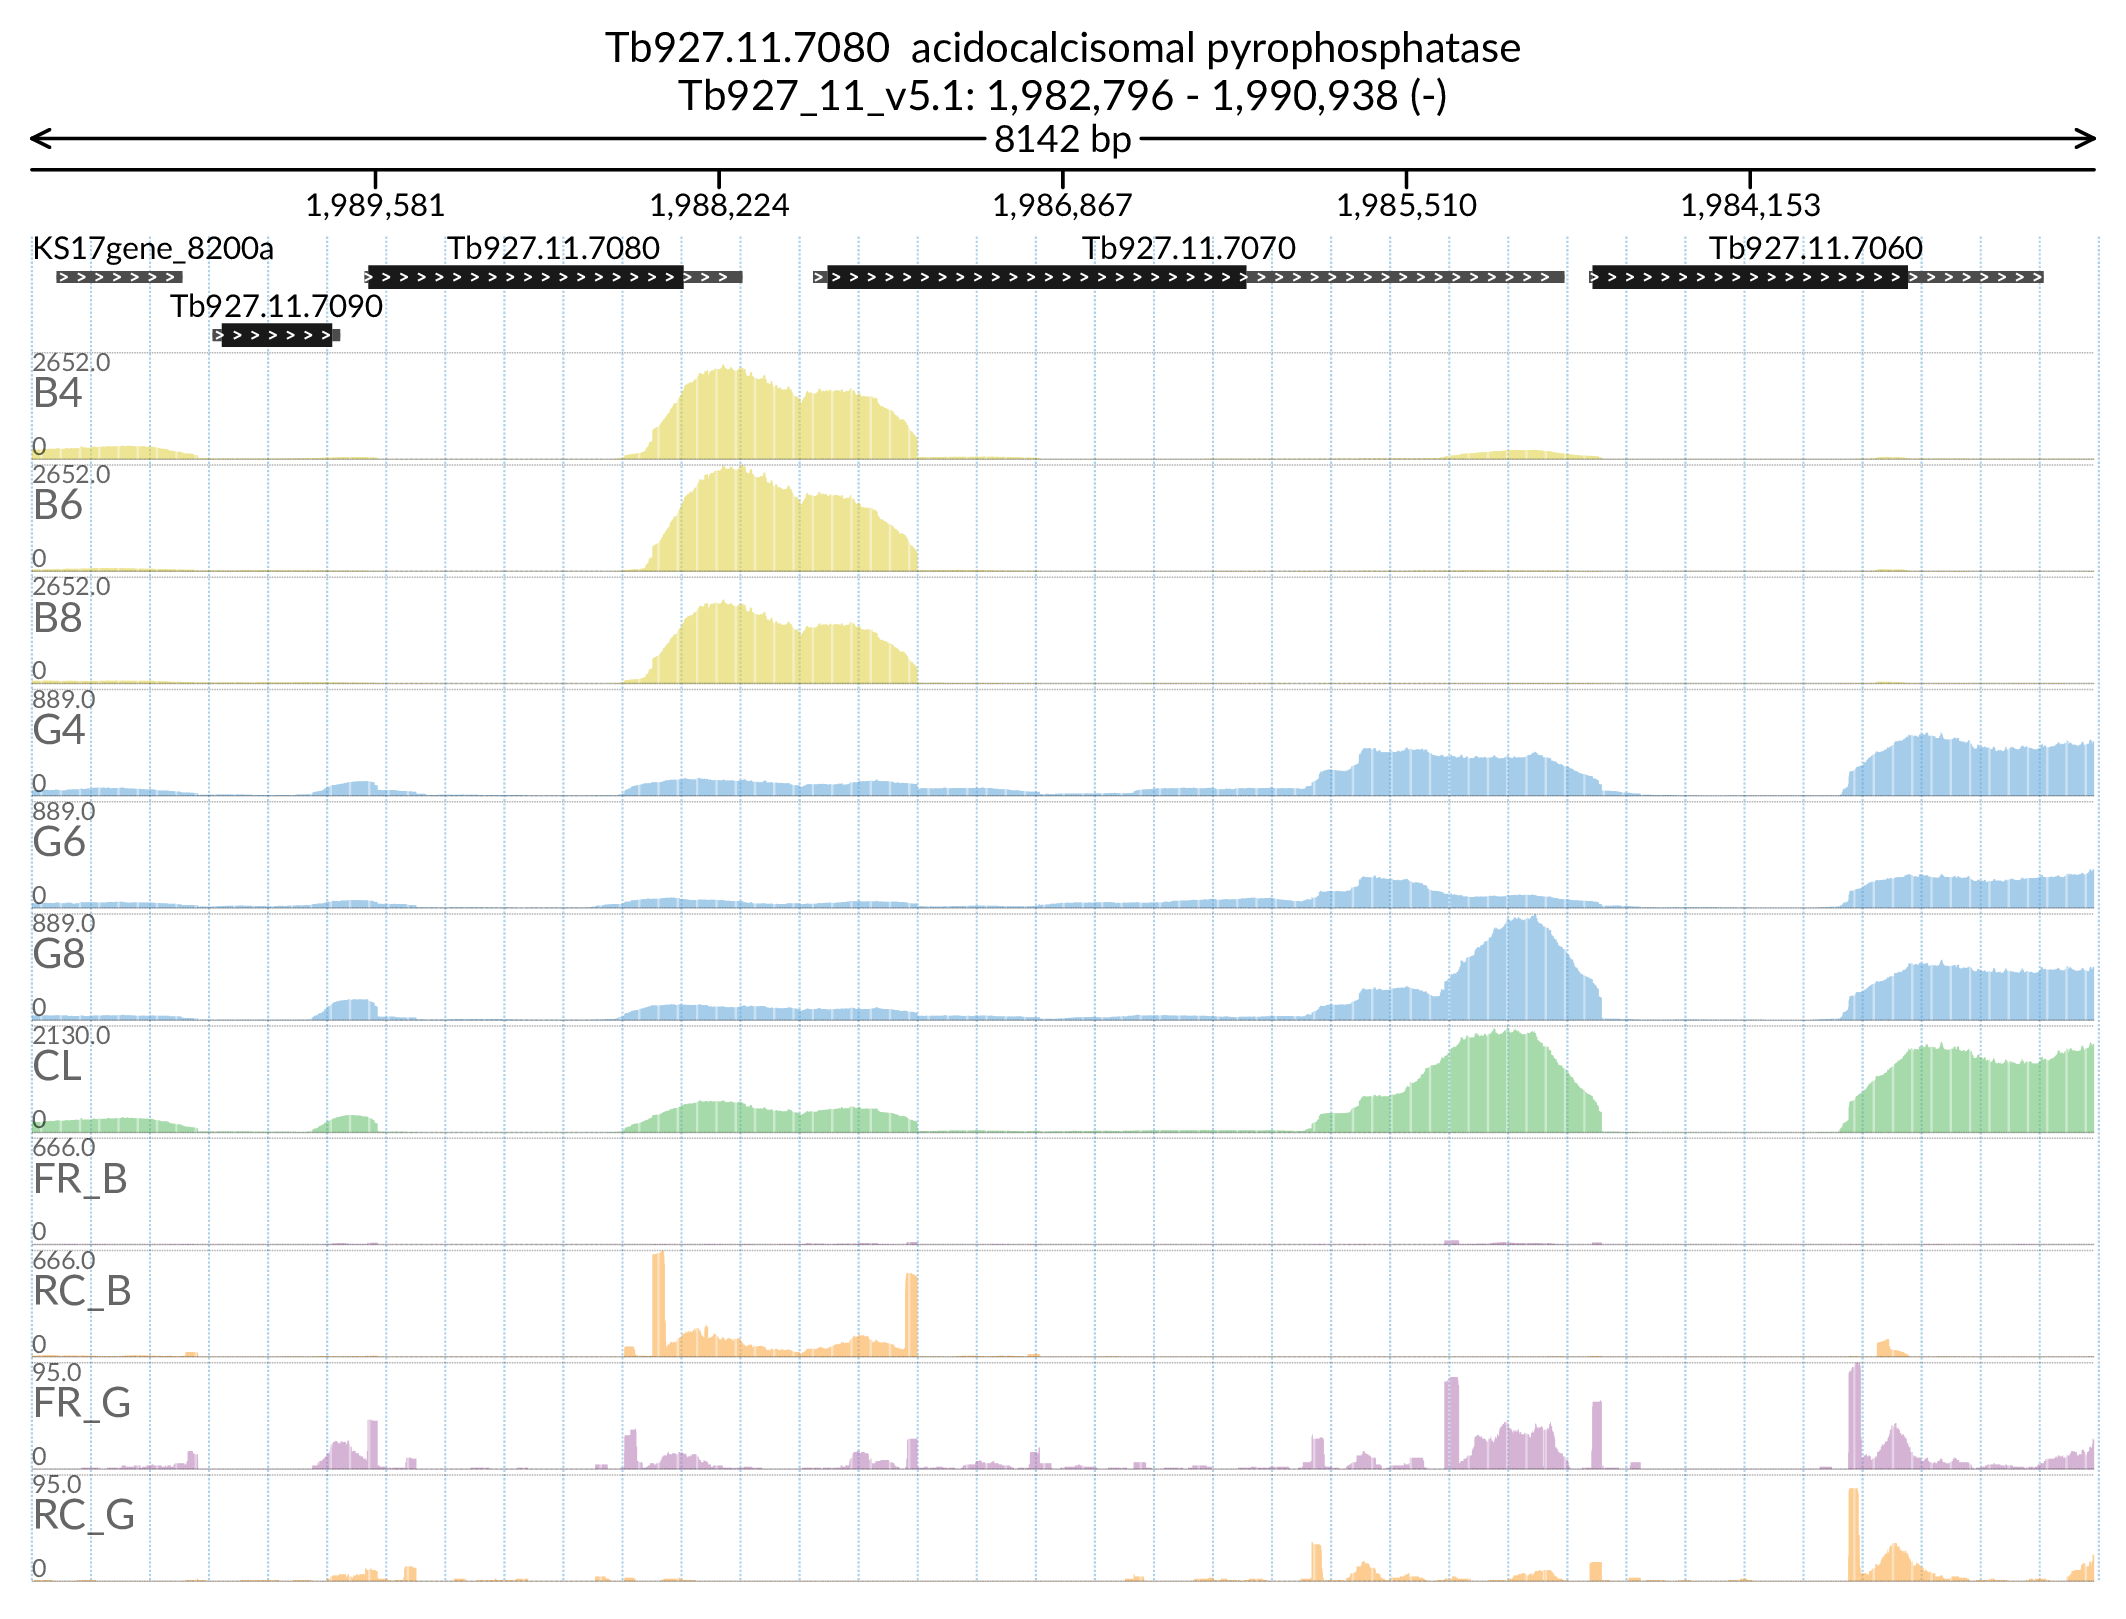 Tb927.11.7080  acidocalcisomal pyrophosphatase
Tb927_11_v5.1: 1,982,796 - 1,990,938 (-)
8142 bp
1,989,581 1,988,224 1,986,867 1,985,510 1,984,153
KS17gene_8200a Tb927.11.7080 Tb927.11.7070 Tb927.11.7060
Tb927.11.7090
2652.0
B4
0
2652.0
B6
0
2652.0
B8
0
889.0
G4
0
889.0
G6
0
889.0
G8
0
2130.0
CL
0
666.0
FR_B
0
666.0
RC_B
0
95.0
FR_G
0
95.0
RC_G
0